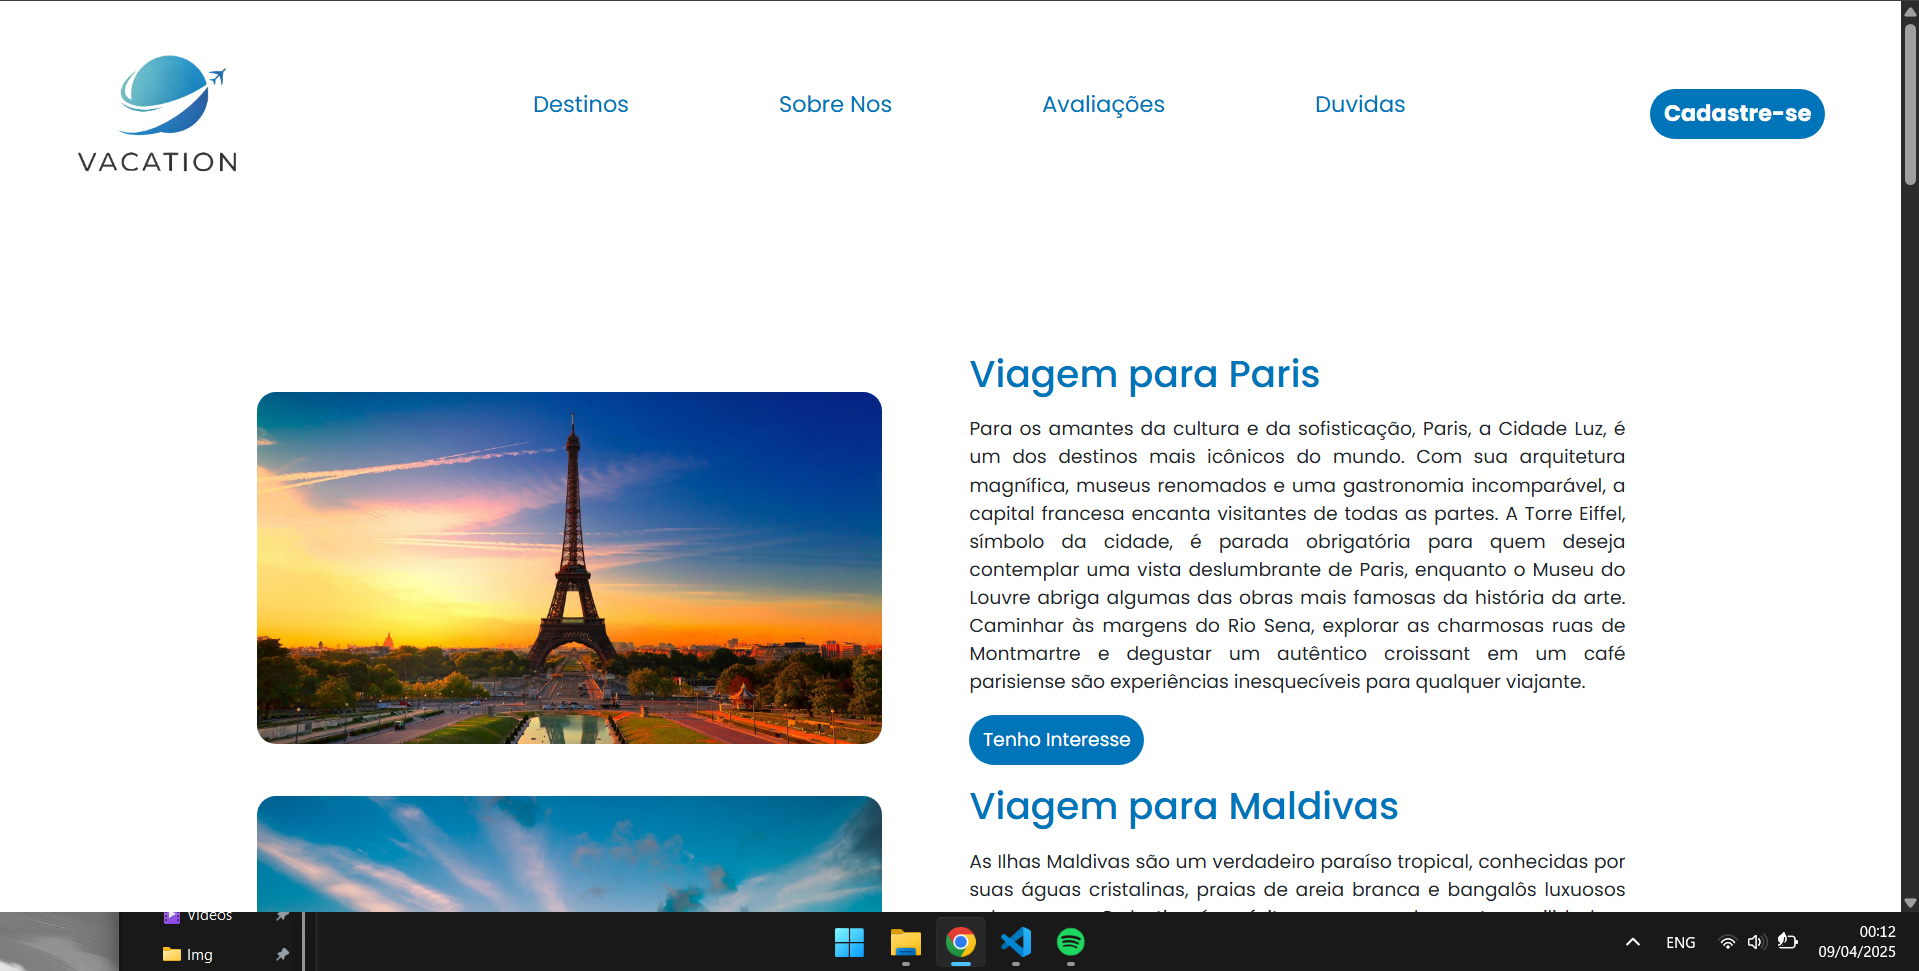 VACATION
Destinos
Sobre Nos
Avaliações
Duvidas
Cadastre-se
Viagem para Paris
Para os amantes da cultura e da sofisticação, Paris, a Cidade Luz, é
um dos destinos mais icônicos do mundo. Com sua arquitetura
magnífica, museus renomados e uma gastronomia incomparável, a
capital francesa encanta visitantes de todas as partes. A Torre Eiffel,
símbolo da cidade, é parada obrigatória para quem deseja
contemplar uma vista deslumbrante de Paris, enquanto o Museu do
Louvre abriga algumas das obras mais famosas da história da arte.
Caminhar às margens do Rio Sena, explorar as charmosas ruas de
Montmartre e degustar um autêntico croissant em um café
parisiense são experiências inesquecíveis para qualquer viajante.
Tenho Interesse
Viagem para Maldivas
As Ilhas Maldivas são um verdadeiro paraíso tropical, conhecidas por
suas águas cristalinas, praias de areia branca e bangalôs luxuosos
Vídeos
Img
ENG
00:12
09/04/2025